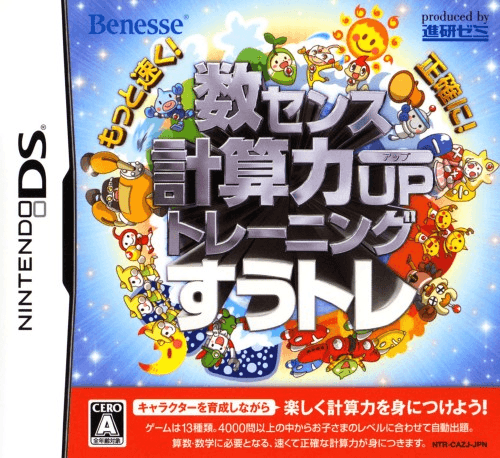 Benesse®
produced by
進研ゼミ
もっと速く!
正確に!
数センス
計算力UP
アップ
トレーニング
すうトレ
NINTENDO DS
キャラクターを育成しながら 楽しく計算力を身につけよう!
ゲームは13種類。4000問以上の中からお子さまのレベルに合わせて自動出題。
算数・数学に必要となる、速くて正確な計算力が身につきます。
CERO
A
全年齢対象
NTR-CAZJ-JPN